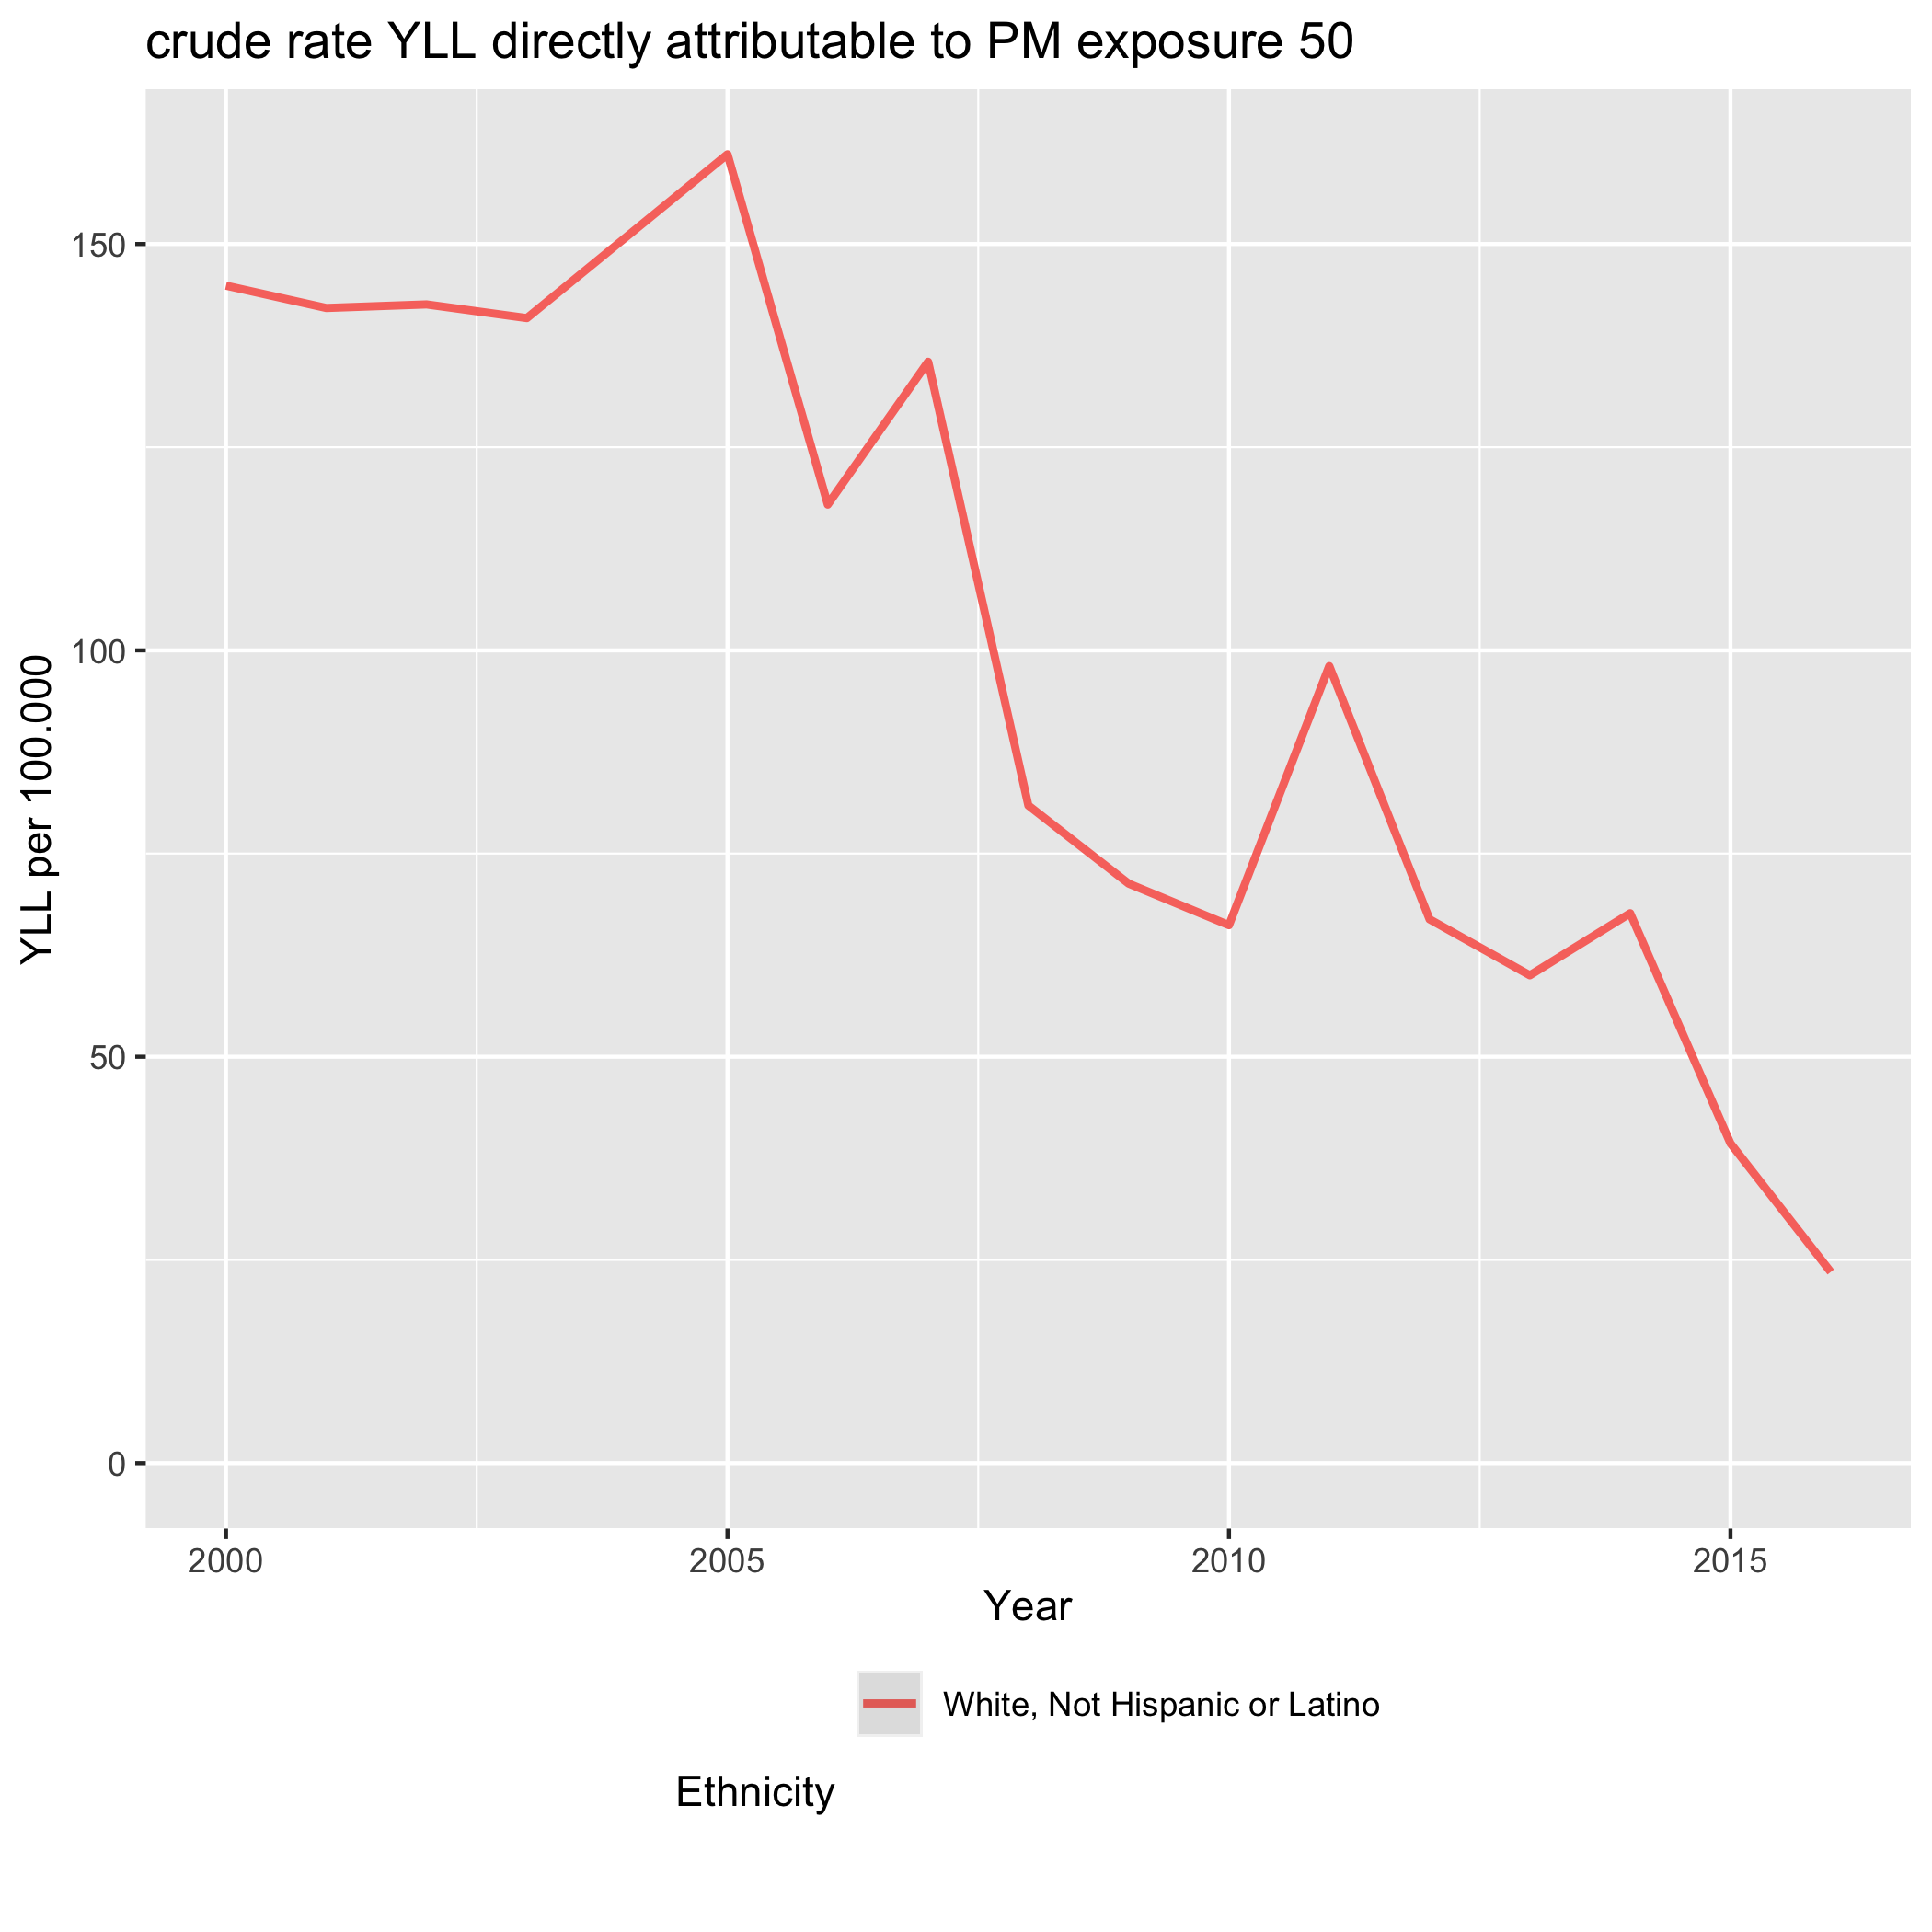 crude rate YLL directly attributable to PM exposure 50
YLL per 100.000
150
100
50
0
2000 2005 2010 2015
Year
White, Not Hispanic or Latino
Ethnicity